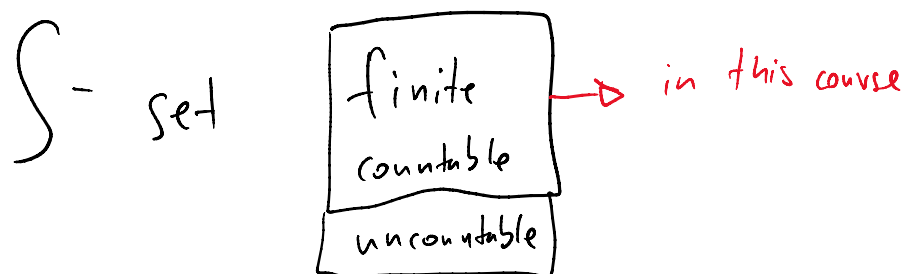 S - set
finite
countable
uncountable
in this course